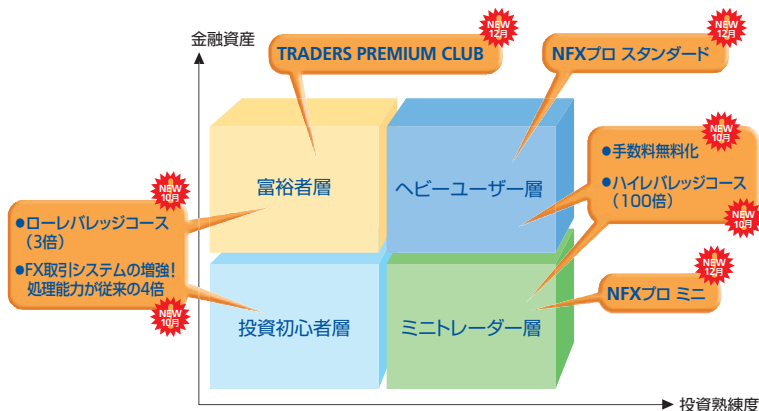 金融資産
TRADERS PREMIUM CLUB
NEW
12月
NFXプロ スタンダード
NEW
12月
富裕者層
ヘビーユーザー層
●手数料無料化
NEW
10月
●ハイレバレッジコース
(100倍)
NEW
10月
●ローレバレッジコース
(3倍)
NEW
10月
●FX取引システムの増強!
処理能力が従来の4倍
NEW
10月
投資初心者層
ミニトレーダー層
NFXプロ ミニ
NEW
12月
投資熟練度